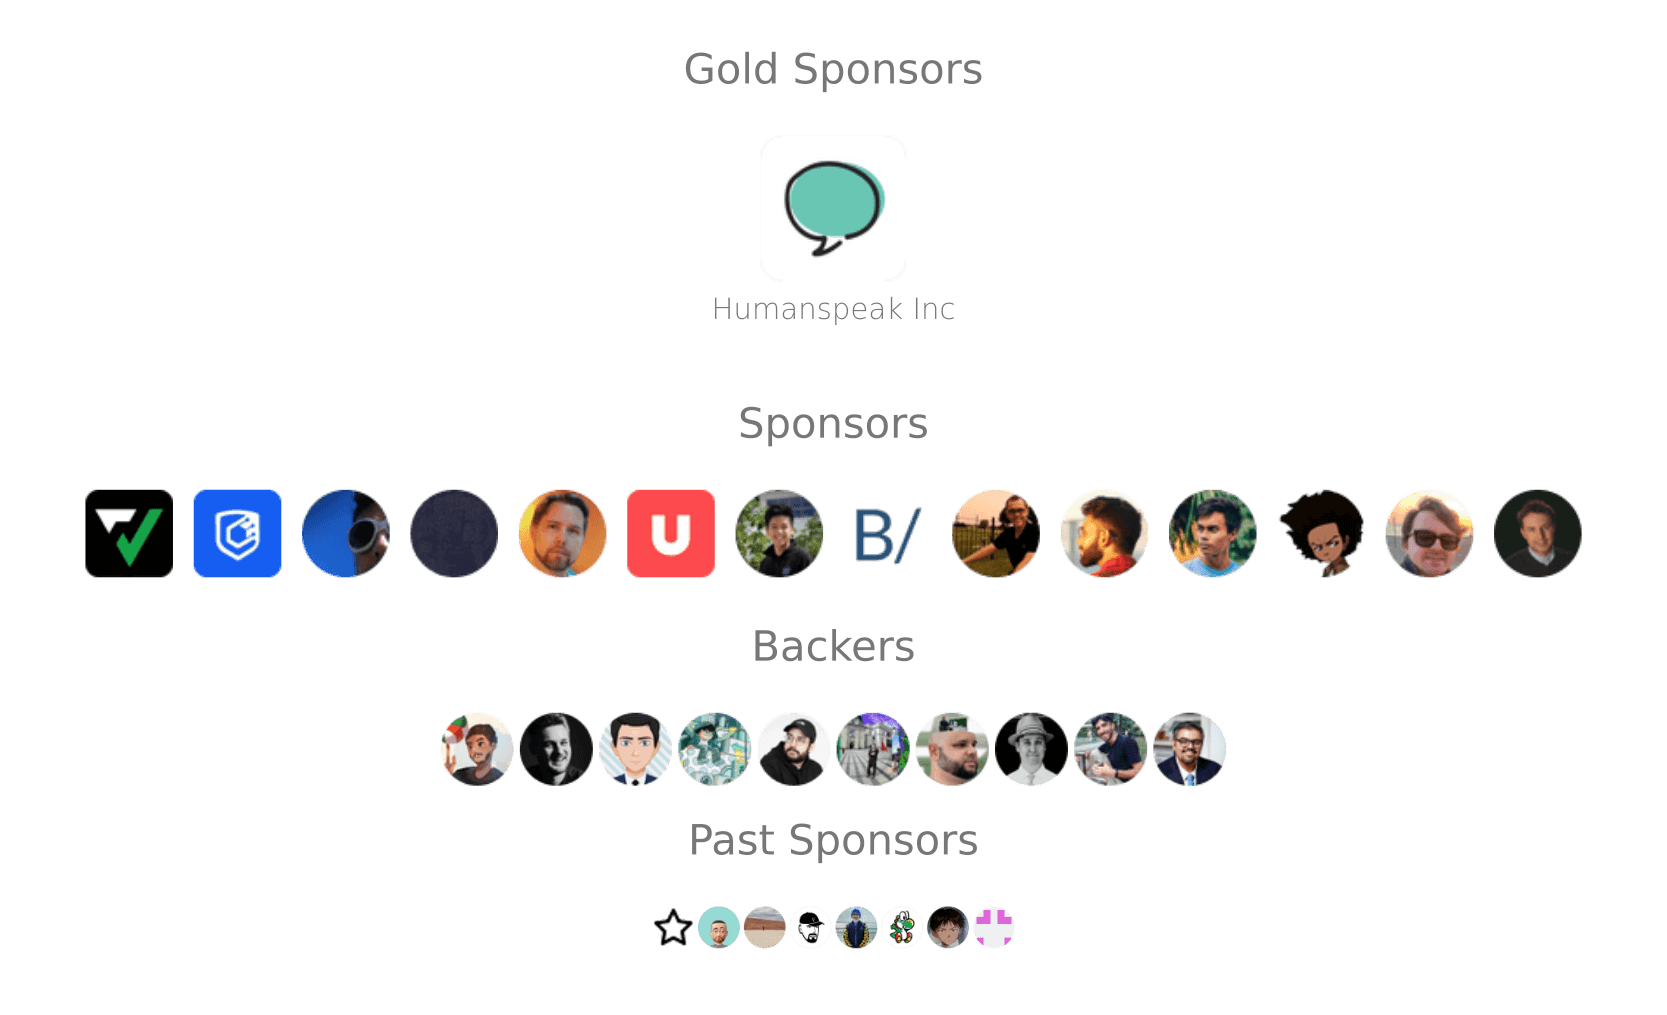 Gold Sponsors
Humanspeak Inc
Sponsors
U
B/
Backers
Past Sponsors